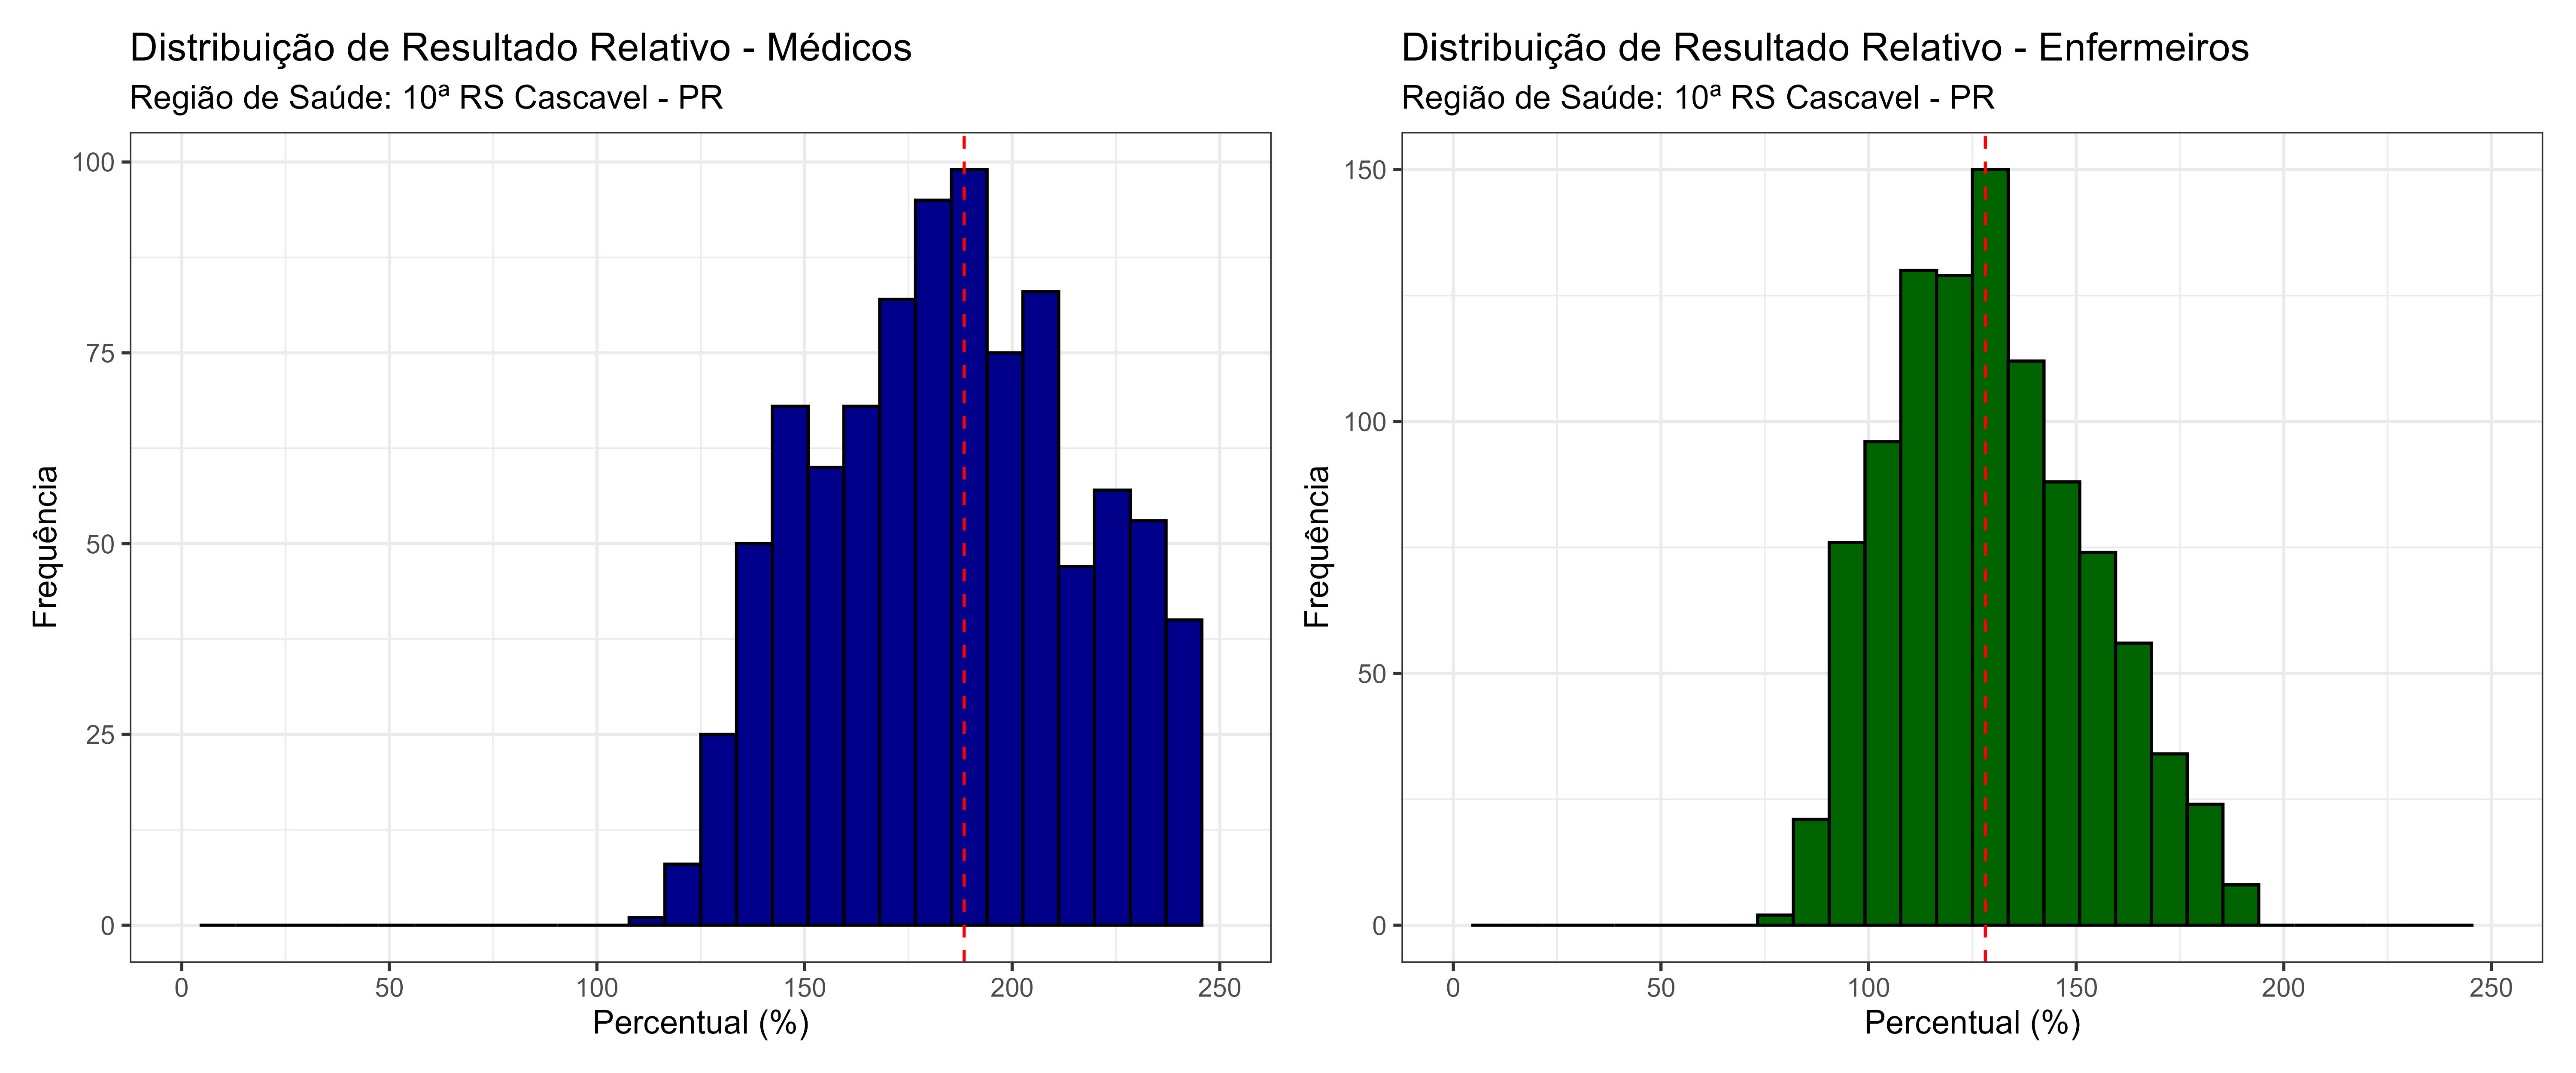 Distribuição de Resultado Relativo - Médicos
Região de Saúde: 10ª RS Cascavel - PR
Frequência
100
75
50
25
0
0 50 100 150 200 250
Percentual (%)
Distribuição de Resultado Relativo - Enfermeiros
Região de Saúde: 10ª RS Cascavel - PR
Frequência
150
100
50
0
0 50 100 150 200 250
Percentual (%)